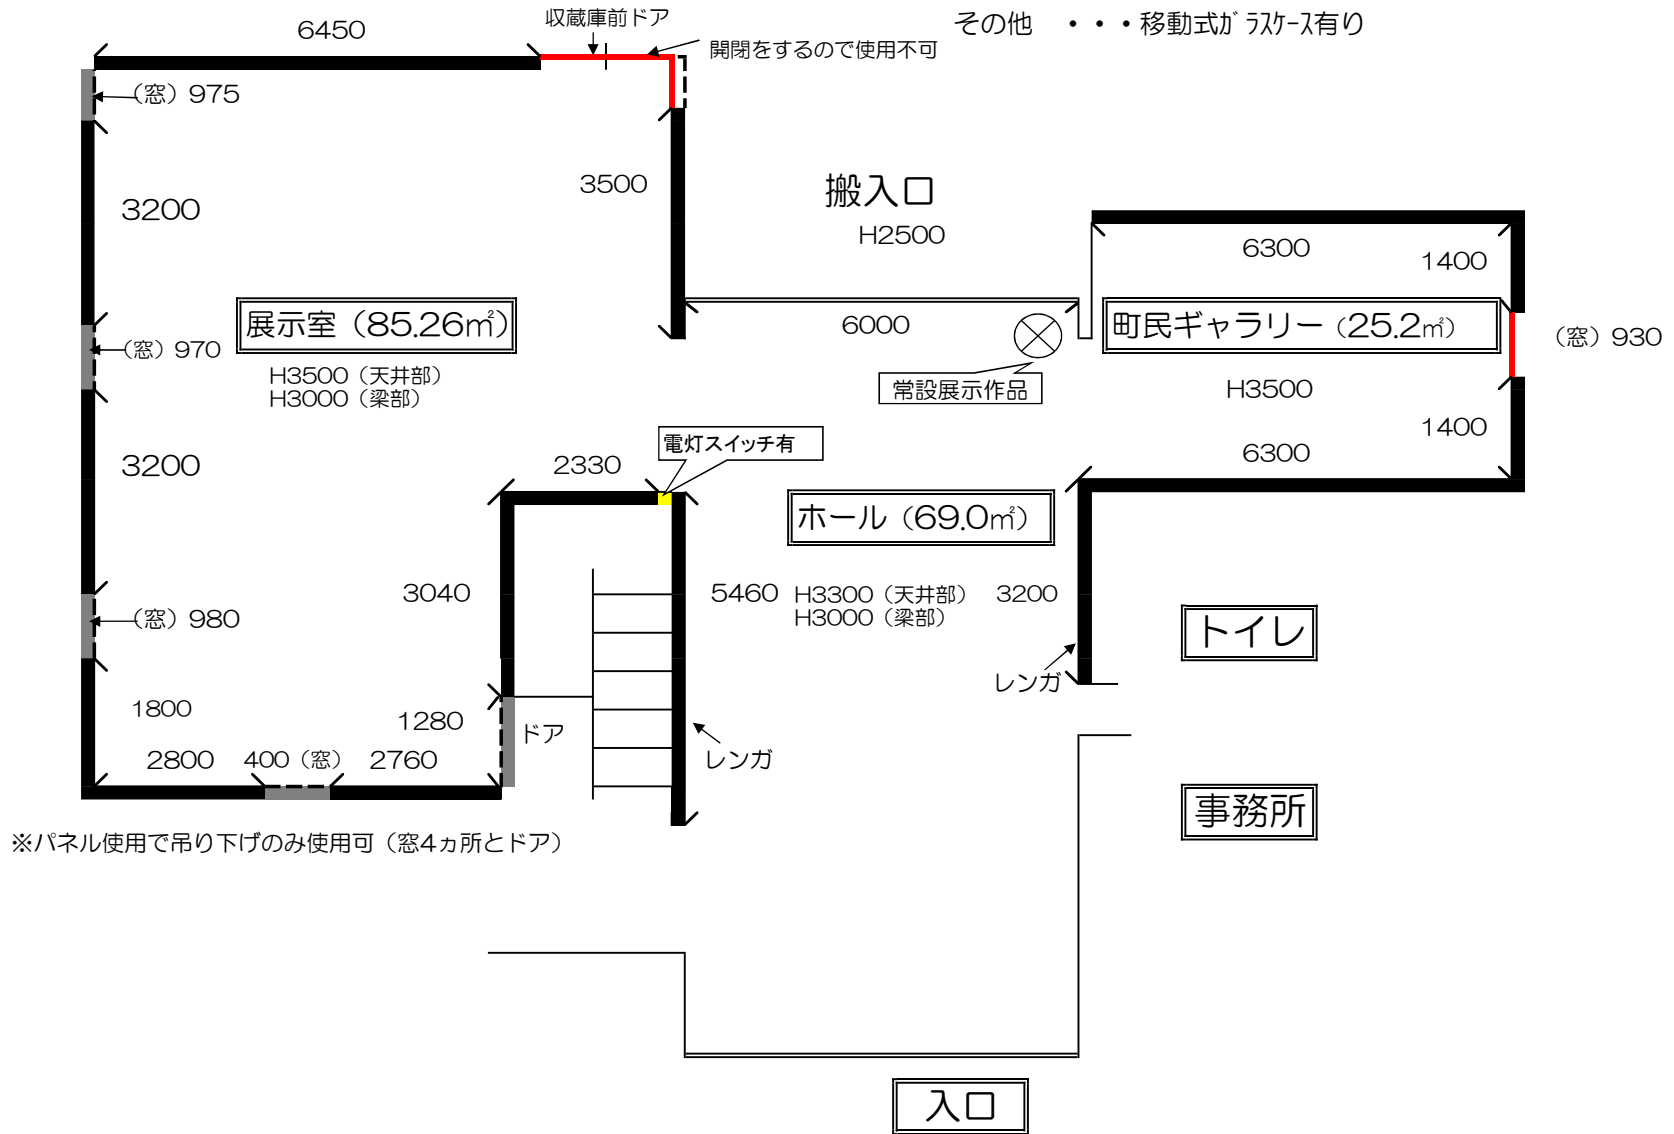 収蔵庫前ドア
その他　・・・移動式ｶﾞﾗｽｹｰｽ有り
6450
開閉をするので使用不可
（窓）975
3200
3500
搬入口
H2500
6300
1400
展示室（85.26㎡）
6000
町民ギャラリー（25.2㎡）
（窓）930
（窓）970
H3500（天井部）
H3000（梁部）
常設展示作品
H3500
1400
電灯スイッチ有
3200
2330
6300
ホール（69.0㎡）
3040
5460
H3300（天井部）
H3000（梁部）
3200
（窓）980
トイレ
レンガ
1800
1280
ドア
レンガ
2800
400（窓）
2760
事務所
※パネル使用で吊り下げのみ使用可（窓4ヵ所とドア）
入口